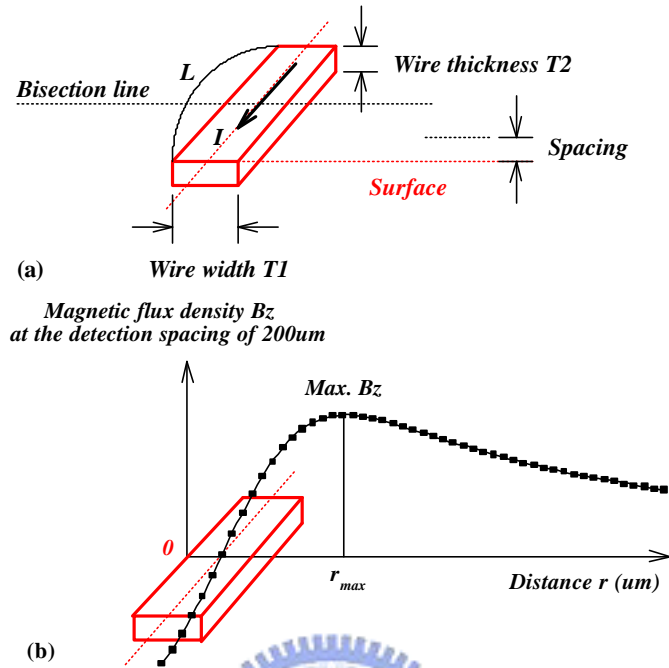 L
Wire thickness T2
Bisection line
I
Spacing
Surface
(a)
Wire width T1
Magnetic flux density Bz
at the detection spacing of 200um
Max. Bz
0
r_max
Distance r (um)
(b)